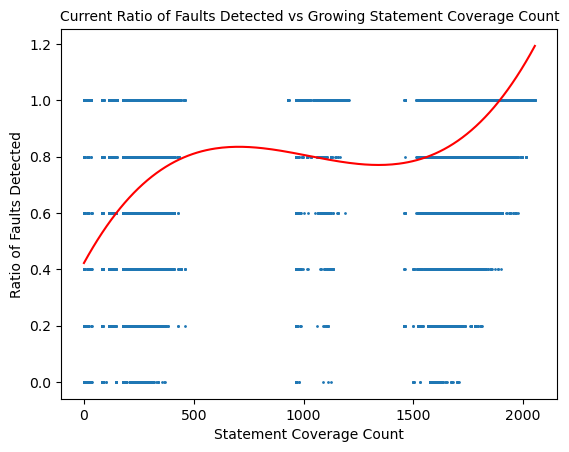 Current Ratio of Faults Detected vs Growing Statement Coverage Count
1.2
1.0
0.8
0.6
0.4
0.2
0.0
Ratio of Faults Detected
0 500 1000 1500 2000
Statement Coverage Count